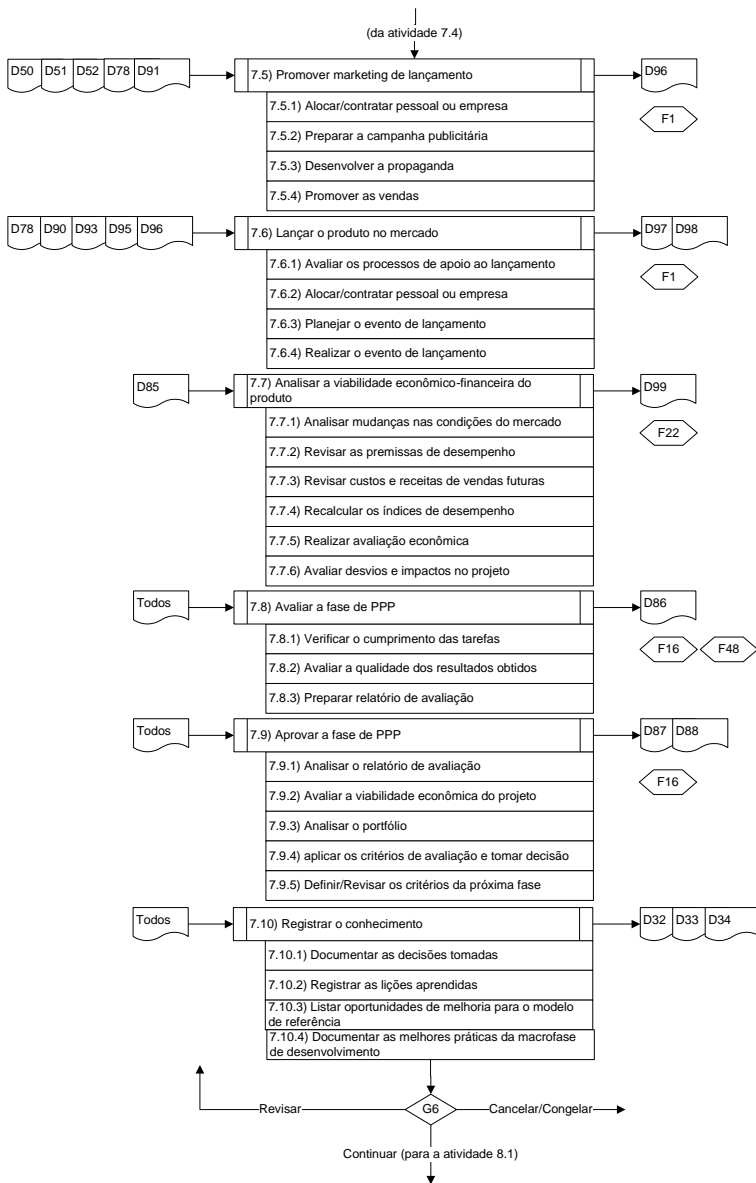 (da atividade 7.4)
D50 D51 D52 D78 D91
7.5) Promover marketing de lançamento
D96
7.5.1) Alocar/contratar pessoal ou empresa
F1
7.5.2) Preparar a campanha publicitária
7.5.3) Desenvolver a propaganda
7.5.4) Promover as vendas
D78 D90 D93 D95 D96
7.6) Lançar o produto no mercado
D97 D98
7.6.1) Avaliar os processos de apoio ao lançamento
F1
7.6.2) Alocar/contratar pessoal ou empresa
7.6.3) Planejar o evento de lançamento
7.6.4) Realizar o evento de lançamento
D85
7.7) Analisar a viabilidade econômico-financeira do
produto
D99
7.7.1) Analisar mudanças nas condições do mercado
F22
7.7.2) Revisar as premissas de desempenho
7.7.3) Revisar custos e receitas de vendas futuras
7.7.4) Recalcular os índices de desempenho
7.7.5) Realizar avaliação econômica
7.7.6) Avaliar desvios e impactos no projeto
Todos
7.8) Avaliar a fase de PPP
D86
7.8.1) Verificar o cumprimento das tarefas
F16 F48
7.8.2) Avaliar a qualidade dos resultados obtidos
7.8.3) Preparar relatório de avaliação
Todos
7.9) Aprovar a fase de PPP
D87 D88
7.9.1) Analisar o relatório de avaliação
F16
7.9.2) Avaliar a viabilidade econômica do projeto
7.9.3) Analisar o portfólio
7.9.4) aplicar os critérios de avaliação e tomar decisão
7.9.5) Definir/Revisar os critérios da próxima fase
Todos
7.10) Registrar o conhecimento
D32 D33 D34
7.10.1) Documentar as decisões tomadas
7.10.2) Registrar as lições aprendidas
7.10.3) Listar oportunidades de melhoria para o modelo
de referência
7.10.4) Documentar as melhores práticas da macrofase
de desenvolvimento
Revisar
G6
Cancelar/Congelar
Continuar (para a atividade 8.1)